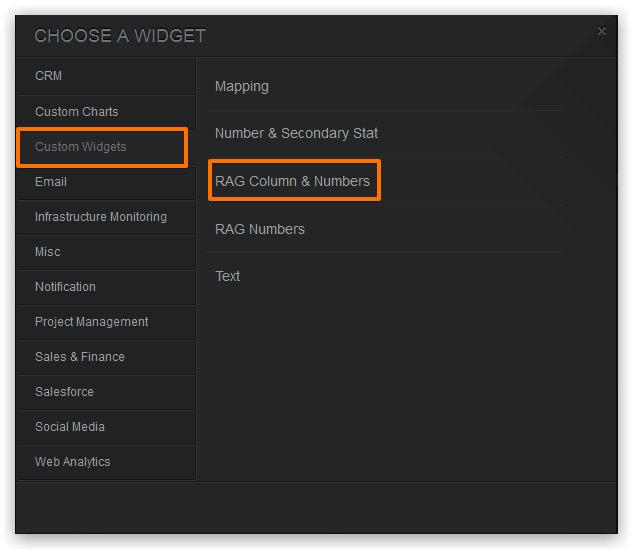 CHOOSE A WIDGET
×
CRM
Custom Charts
Custom Widgets
Email
Infrastructure Monitoring
Misc
Notification
Project Management
Sales & Finance
Salesforce
Social Media
Web Analytics
Mapping
Number & Secondary Stat
RAG Column & Numbers
RAG Numbers
Text